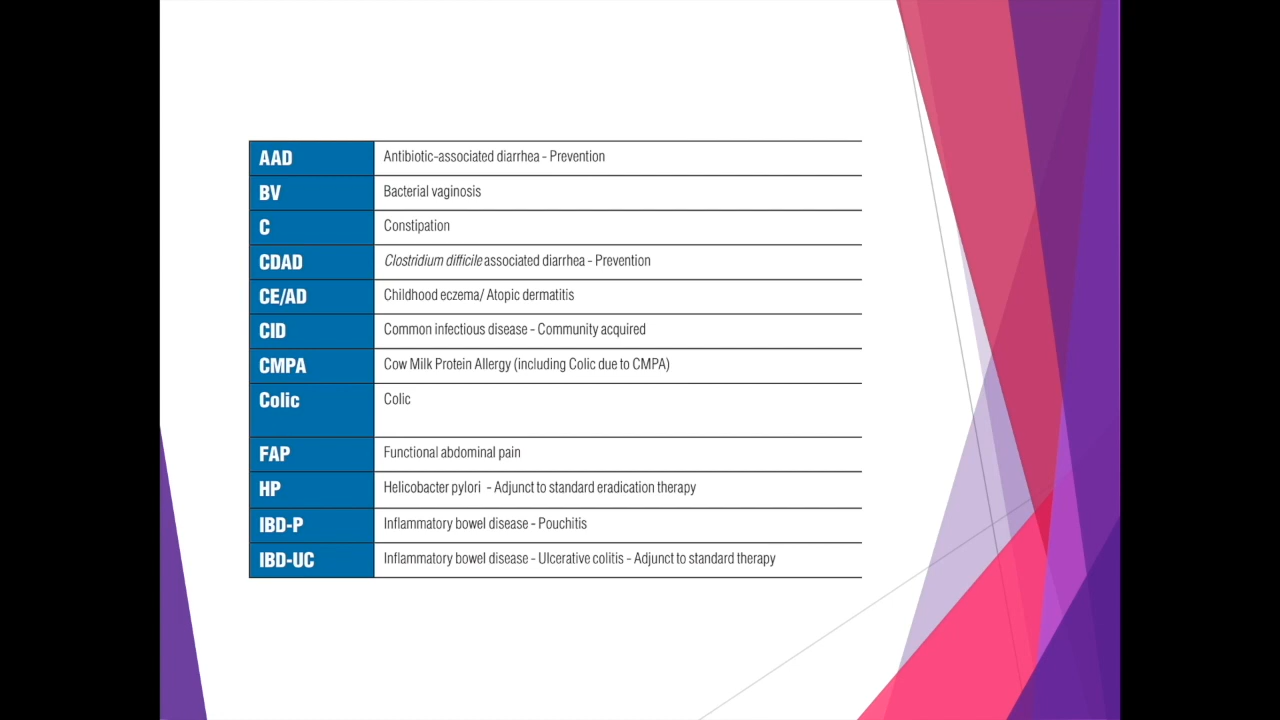 AAD Antibiotic-associated diarrhea - Prevention
BV Bacterial vaginosis
C Constipation
CDAD Clostridium difficile associated diarrhea - Prevention
CE/AD Childhood eczema/ Atopic dermatitis
CID Common infectious disease - Community acquired
CMPA Cow Milk Protein Allergy (including Colic due to CMPA)
Colic Colic
FAP Functional abdominal pain
HP Helicobacter pylori - Adjunct to standard eradication therapy
IBD-P Inflammatory bowel disease - Pouchitis
IBD-UC Inflammatory bowel disease - Ulcerative colitis - Adjunct to standard therapy